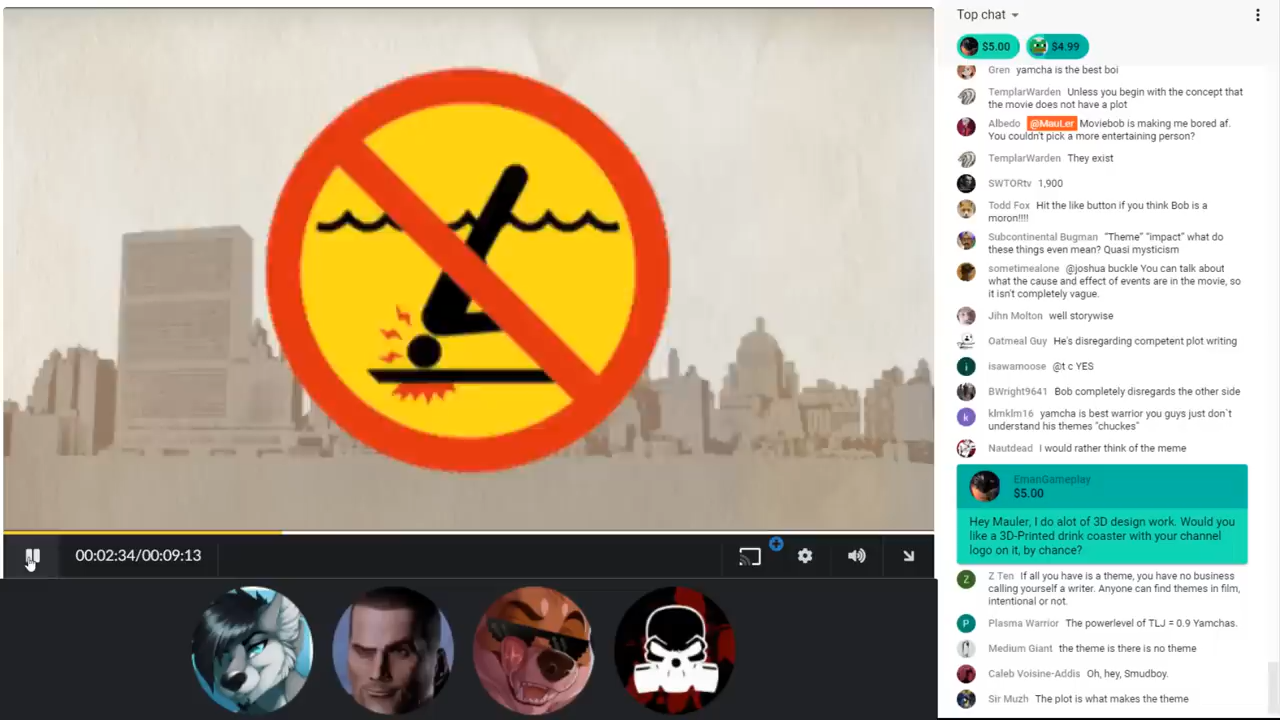 Top chat
$5.00
$4.99
Gren yamcha is the best boi
TemplarWarden Unless you begin with the concept that
the movie does not have a plot
Albedo @MauLer Moviebob is making me bored af.
You couldn't pick a more entertaining person?
TemplarWarden They exist
SWTORtv 1,900
Todd Fox Hit the like button if you think Bob is a
moron!!!!
Subcontinental Bugman “Theme” “impact” what do
these things even mean? Quasi mysticism
sometimealone @joshua buckle You can talk about
what the cause and effect of events are in the movie, so
it isn't completely vague.
Jihn Molton well storywise
Oatmeal Guy He's disregarding competent plot writing
isawamoose @t c YES
BWright9641 Bob completely disregards the other side
klmklm16 yamcha is best warrior you guys just don´t
understand his themes "chuckes"
Nautdead I would rather think of the meme
EmanGameplay
$5.00
Hey Mauler, I do alot of 3D design work. Would you
like a 3D-Printed drink coaster with your channel
logo on it, by chance?
Z Ten If all you have is a theme, you have no business
calling yourself a writer. Anyone can find themes in film,
intentional or not.
Plasma Warrior The powerlevel of TLJ = 0.9 Yamchas.
Medium Giant the theme is there is no theme
Caleb Voisine-Addis Oh, hey, Smudboy.
Sir Muzh The plot is what makes the theme
00:02:34/00:09:13